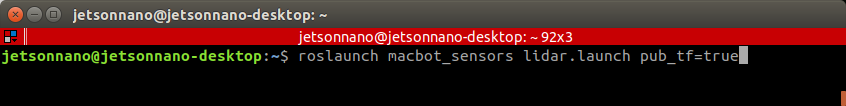 jetsonnano@jetsonnano-desktop: ~
jetsonnano@jetsonnano-desktop: ~ 92x3
jetsonnano@jetsonnano-desktop:~$ roslaunch macbot_sensors lidar.launch pub_tf=true